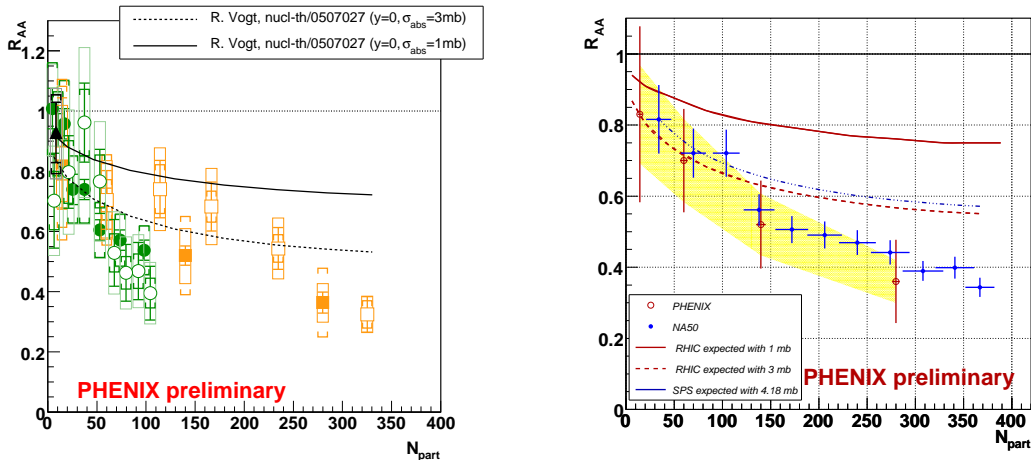 R. Vogt, nucl-th/0507027 (y=0, σabs=3mb)
R. Vogt, nucl-th/0507027 (y=0, σabs=1mb)
RAA
1.2
1
0.8
0.6
0.4
0.2
0
PHENIX preliminary
0 50 100 150 200 250 300 350 400
Npart
RAA
1
0.8
0.6
0.4
0.2
0
PHENIX
NA50
RHIC expected with 1 mb
RHIC expected with 3 mb
SPS expected with 4.18 mb
PHENIX preliminary
0 50 100 150 200 250 300 350 400
Npart